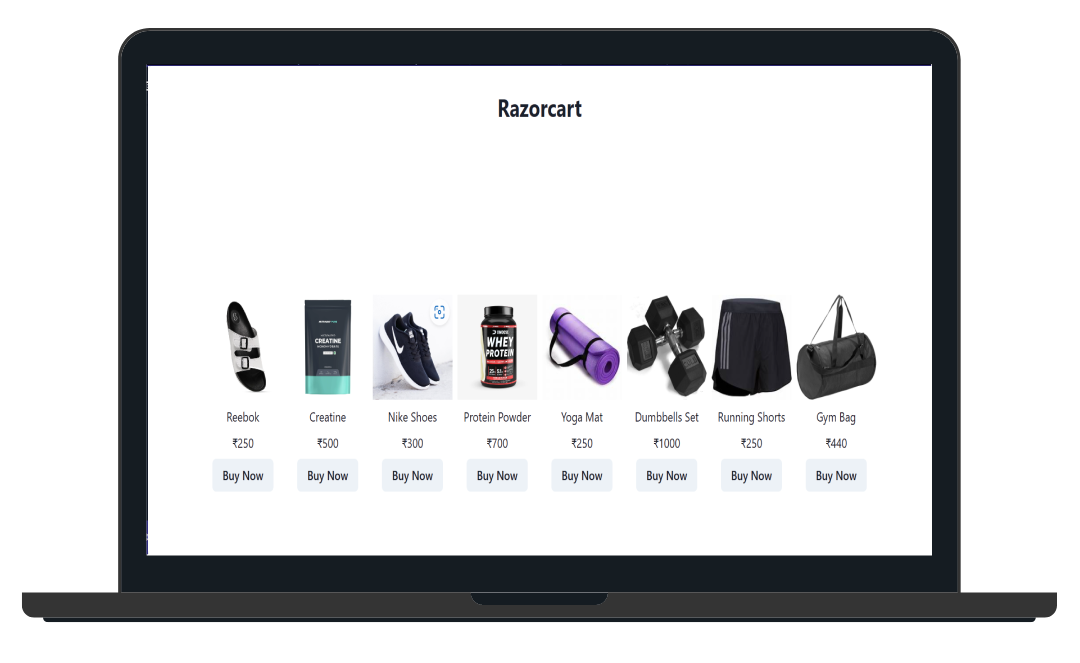 Razorcart
CREATINE
WHEY
PROTEIN
Reebok
Creatine
Nike Shoes
Protein Powder
Yoga Mat
Dumbbells Set
Running Shorts
Gym Bag
₹250
₹500
₹300
₹700
₹250
₹1000
₹250
₹440
Buy Now
Buy Now
Buy Now
Buy Now
Buy Now
Buy Now
Buy Now
Buy Now